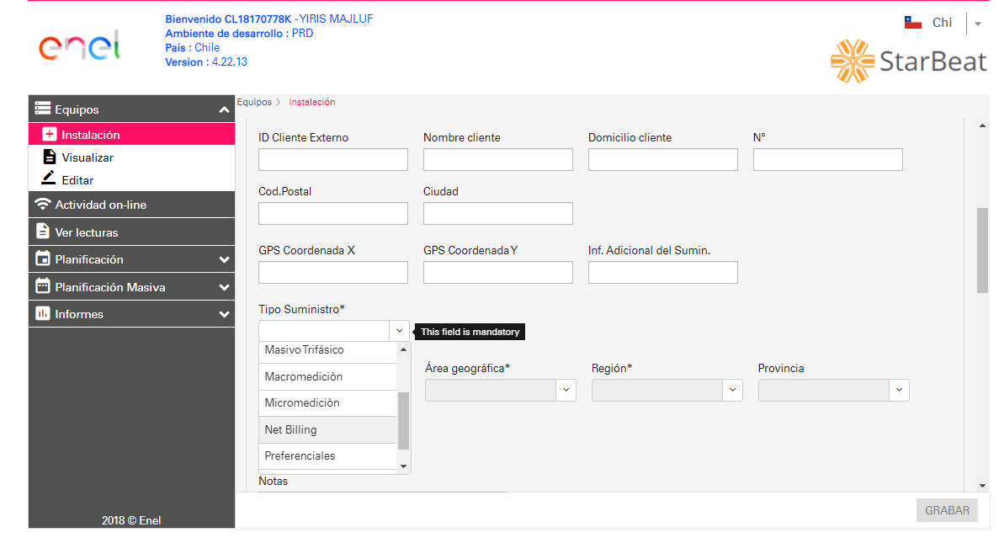 Bienvenido CL18170778K - YIRIS MAJLUF
Ambiente de desarrollo : PRD
País : Chile
Version : 4.22.13
enel
Chi
StarBeat
Equipos
Instalación
Visualizar
Editar
Actividad on-line
Ver lecturas
Planificación
Planificación Masiva
Informes
2018 © Enel
Equipos > Instalación
ID Cliente Externo Nombre cliente Domicilio cliente N°
Cod.Postal Ciudad
GPS Coordenada X GPS Coordenada Y Inf. Adicional del Sumin.
Tipo Suministro*
This field is mandatory
Masivo Trifásico
Macromediciòn
Micromediciòn
Net Billing
Preferenciales
Área geográfica* Región* Provincia
Notas
GRABAR